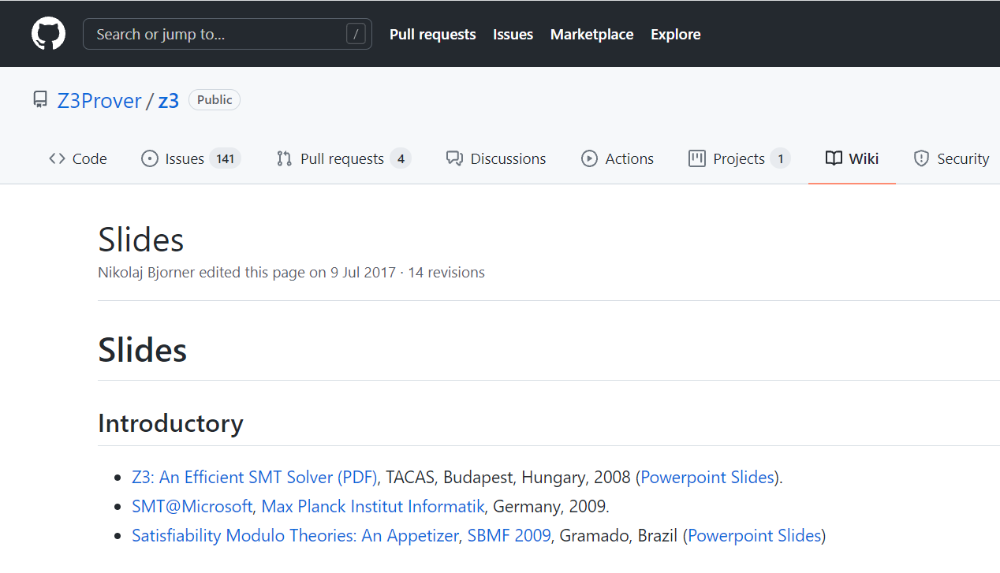 Search or jump to... /
Pull requests Issues Marketplace Explore
Z3Prover / z3 Public
Code Issues 141 Pull requests 4 Discussions Actions Projects 1 Wiki Security
Slides
Nikolaj Bjorner edited this page on 9 Jul 2017 · 14 revisions
Slides
Introductory
• Z3: An Efficient SMT Solver (PDF), TACAS, Budapest, Hungary, 2008 (Powerpoint Slides).
• SMT@Microsoft, Max Planck Institut Informatik, Germany, 2009.
• Satisfiability Modulo Theories: An Appetizer, SBMF 2009, Gramado, Brazil (Powerpoint Slides)